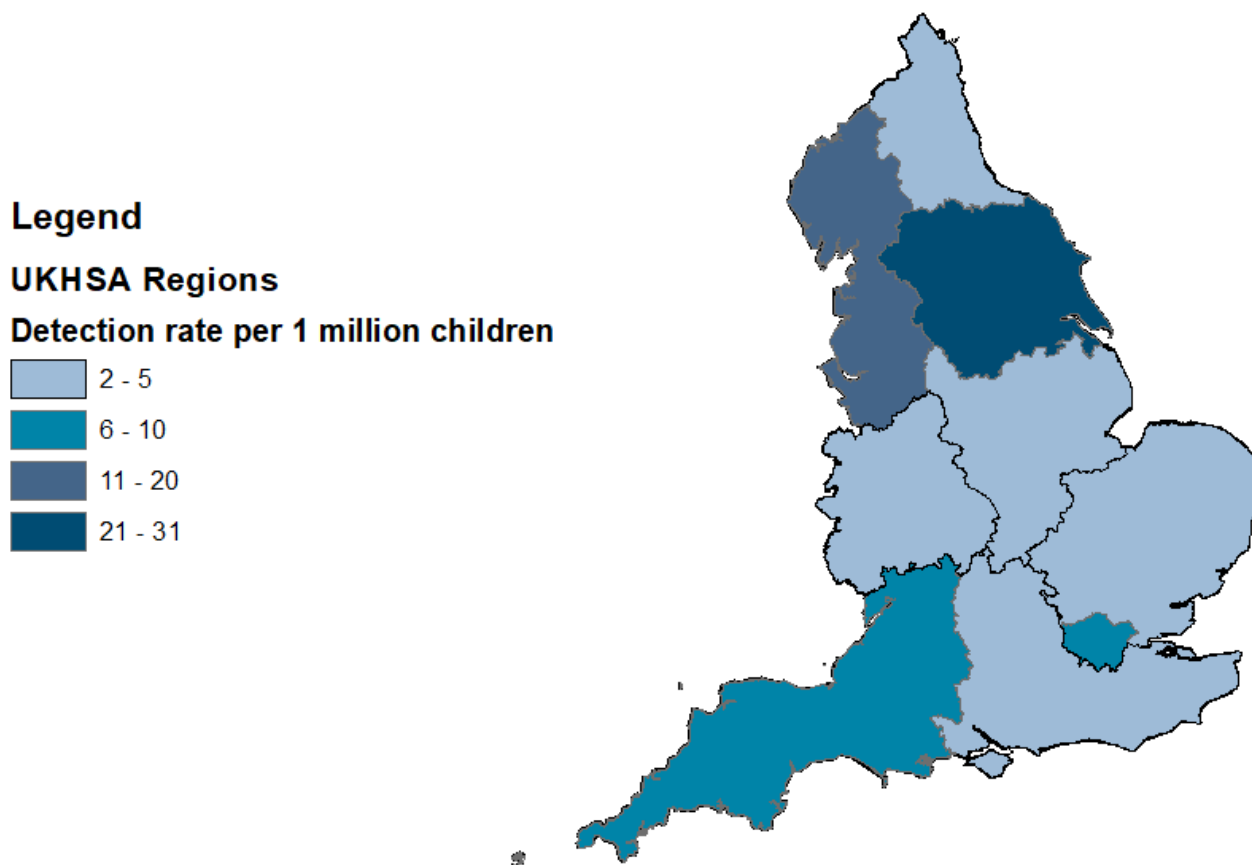 Legend
UKHSA Regions
Detection rate per 1 million children
2 - 5
6 - 10
11 - 20
21 - 31